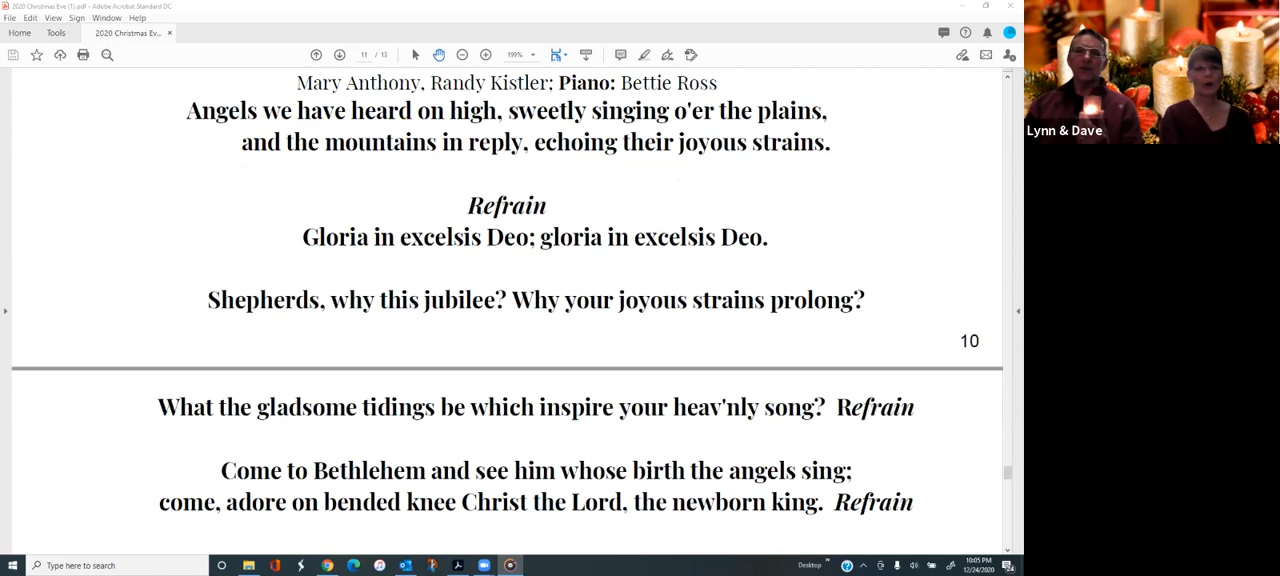 2020 Christmas Eve (1).pdf - Adobe Acrobat Standard DC
File Edit View Sign Window Help
Home Tools 2020 Christmas Ev... ×
11 / 13 199%
Mary Anthony, Randy Kistler; Piano: Bettie Ross
Angels we have heard on high, sweetly singing o'er the plains,
and the mountains in reply, echoing their joyous strains.
Refrain
Gloria in excelsis Deo; gloria in excelsis Deo.
Shepherds, why this jubilee? Why your joyous strains prolong?
10
What the gladsome tidings be which inspire your heav'nly song? Refrain
Come to Bethlehem and see him whose birth the angels sing;
come, adore on bended knee Christ the Lord, the newborn king. Refrain
Lynn & Dave
Type here to search
Desktop
10:05 PM
12/24/2020
24